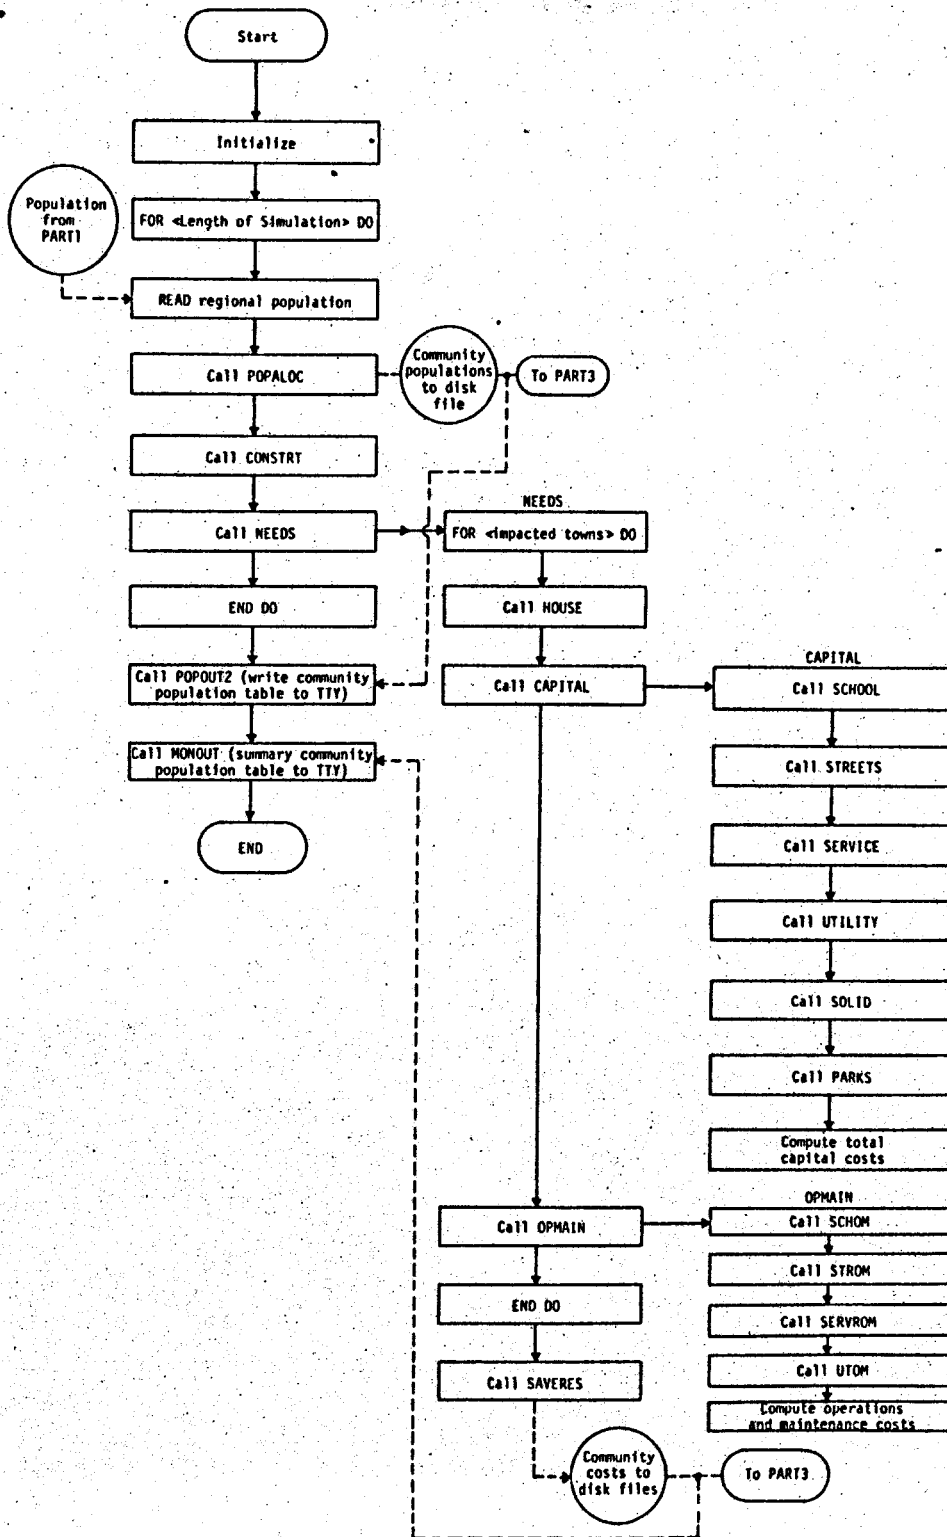 Start
Initialize
Population
from
PART1
FOR <Length of Simulation> DO
READ regional population
Call POPALOC
Community
populations
to disk
file
To PART3
Call CONSTRT
Call NEEDS
NEEDS
FOR <impacted towns> DO
END DO
Call HOUSE
Call POPOUT2 (write community
population table to TTY)
Call CAPITAL
CAPITAL
Call SCHOOL
Call MONOUT (summary community
population table to TTY)
Call STREETS
END
Call SERVICE
Call UTILITY
Call SOLID
Call PARKS
Compute total
capital costs
Call OPMAIN
OPMAIN
Call SCHOM
Call STROM
END DO
Call SERVROM
Call SAVERES
Call UTOM
Compute operations
and maintenance costs
Community
costs to
disk files
To PART3